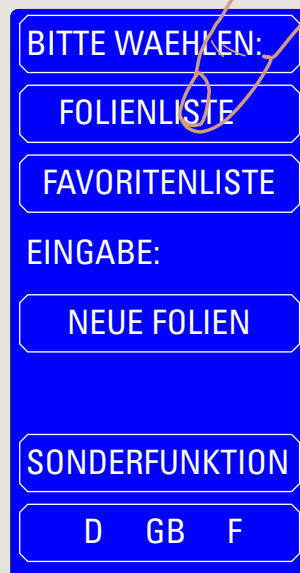 BITTE WAEHLEN:
FOLIENLISTE
FAVORITENLISTE
EINGABE:
NEUE FOLIEN
SONDERFUNKTION
D GB F